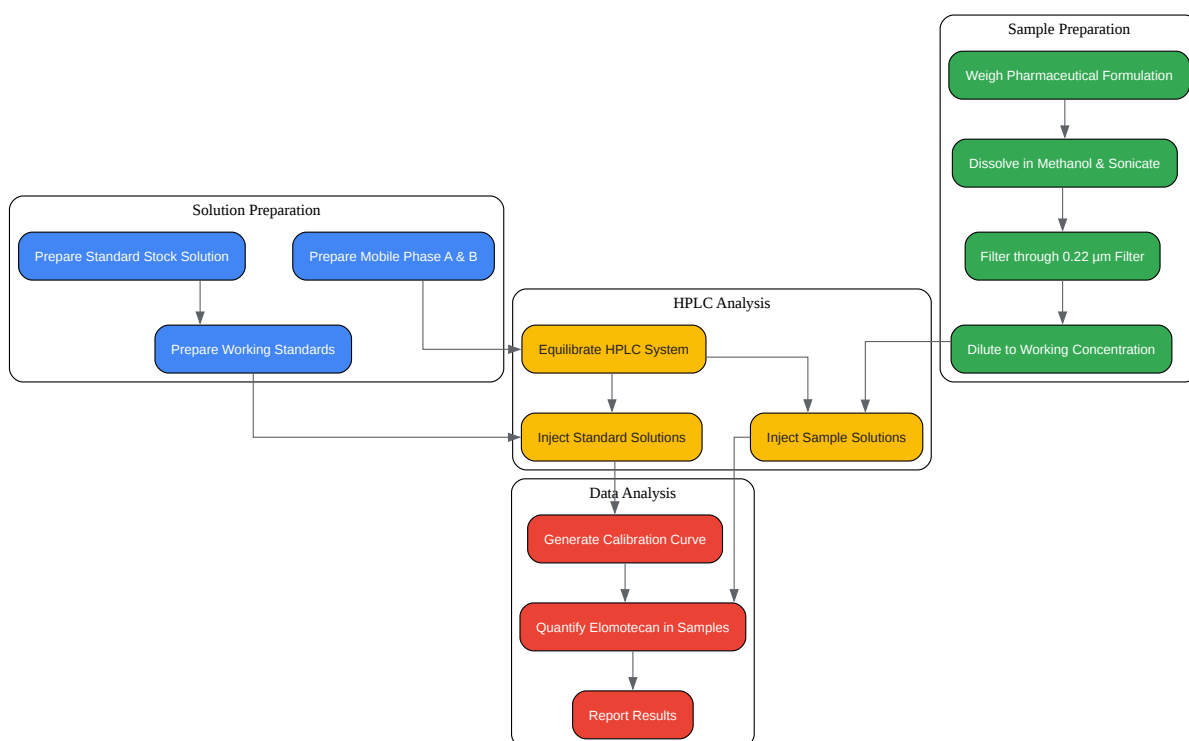 Sample Preparation
Weigh Pharmaceutical Formulation
Dissolve in Methanol & Sonicate
Filter through 0.22 µm Filter
Dilute to Working Concentration
Solution Preparation
Prepare Standard Stock Solution
Prepare Mobile Phase A & B
Prepare Working Standards
HPLC Analysis
Equilibrate HPLC System
Inject Standard Solutions
Inject Sample Solutions
Data Analysis
Generate Calibration Curve
Quantify Elomotecan in Samples
Report Results